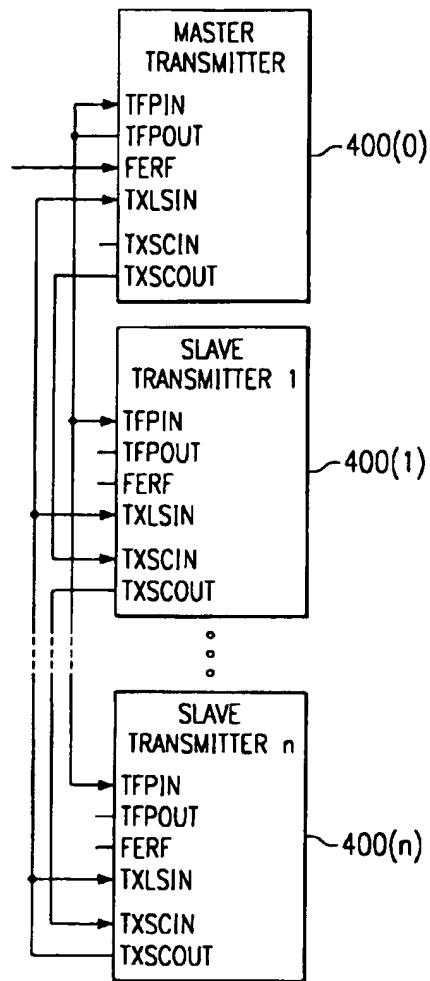 MASTER
TRANSMITTER
TFPIN
TFPOUT
FERF
TXLSIN
TXSCIN
TXSCOUT
400(0)
SLAVE
TRANSMITTER 1
TFPIN
TFPOUT
FERF
TXLSIN
TXSCIN
TXSCOUT
400(1)
SLAVE
TRANSMITTER n
TFPIN
TFPOUT
FERF
TXLSIN
TXSCIN
TXSCOUT
400(n)